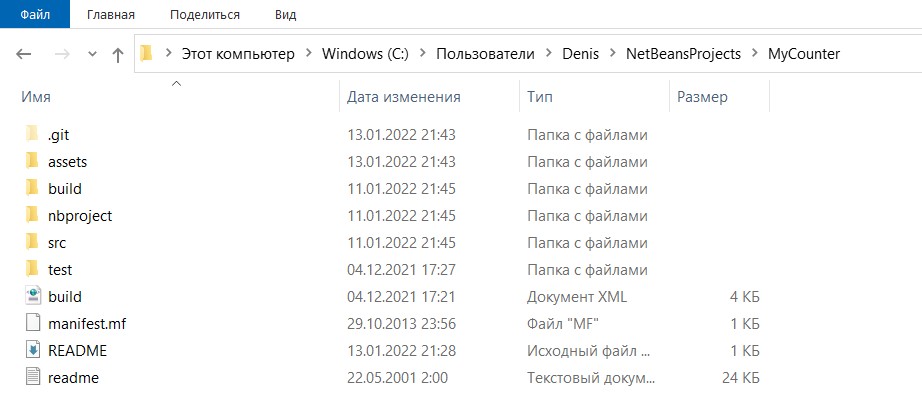 Файл Главная Поделиться Вид
Этот компьютер Windows (C:) Пользователи Denis NetBeansProjects MyCounter
Имя Дата изменения Тип Размер
.git 13.01.2022 21:43 Папка с файлами
assets 13.01.2022 21:43 Папка с файлами
build 11.01.2022 21:45 Папка с файлами
nbproject 11.01.2022 21:45 Папка с файлами
src 11.01.2022 21:45 Папка с файлами
test 04.12.2021 17:27 Папка с файлами
build 04.12.2021 17:21 Документ XML 4 КБ
manifest.mf 29.10.2013 23:56 Файл "MF" 1 КБ
README 13.01.2022 21:28 Исходный файл ... 1 КБ
readme 22.05.2001 2:00 Текстовый докум... 24 КБ